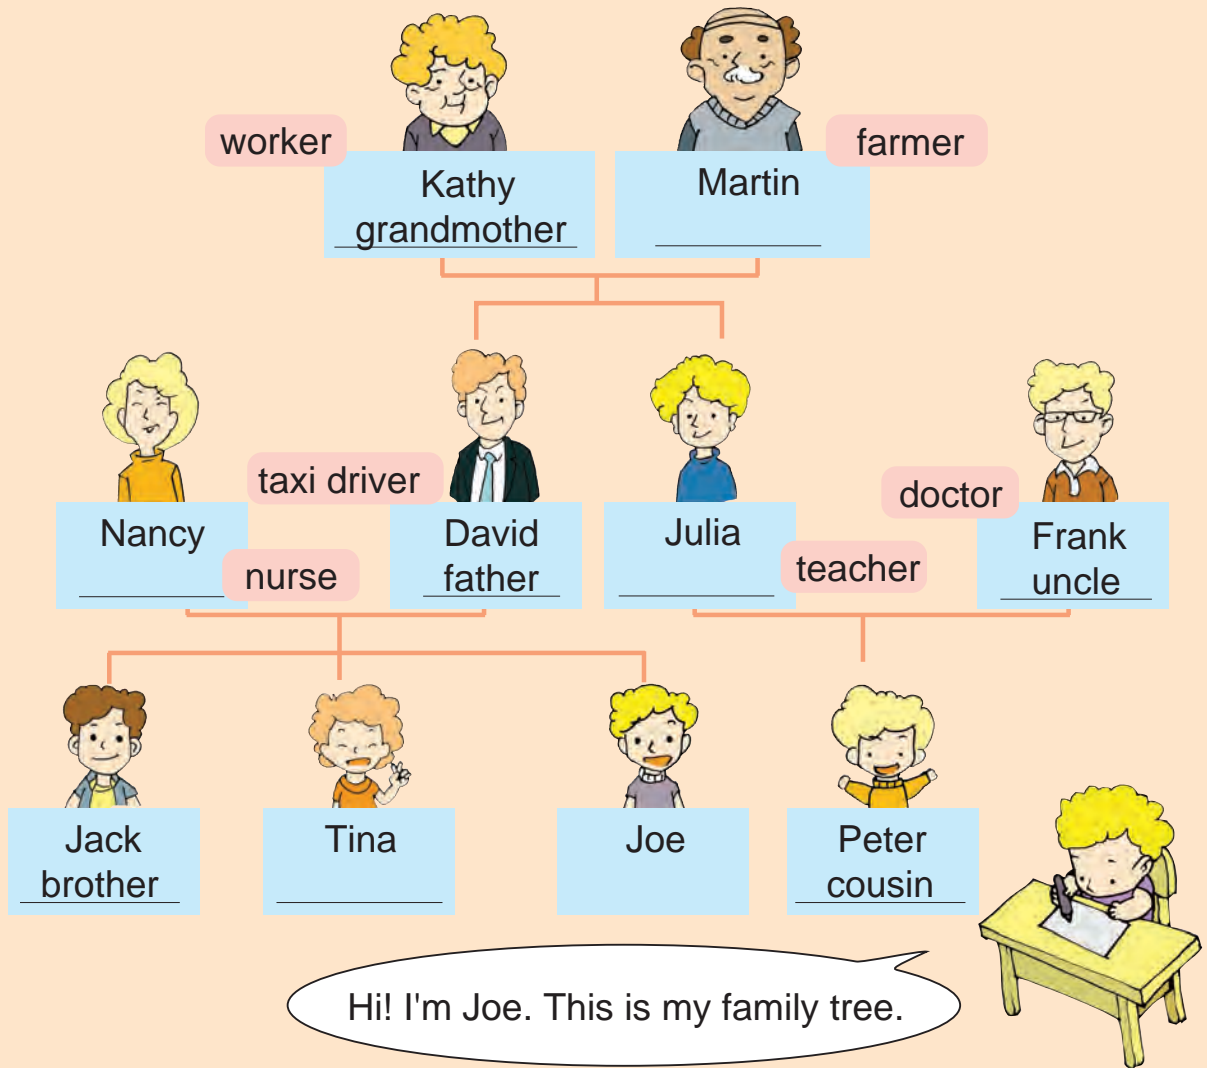 worker
Kathy
grandmother
Martin
farmer
Nancy
nurse
taxi driver
David
father
Julia
teacher
doctor
Frank
uncle
Jack
brother
Tina
Joe
Peter
cousin
Hi! I'm Joe. This is my family tree.